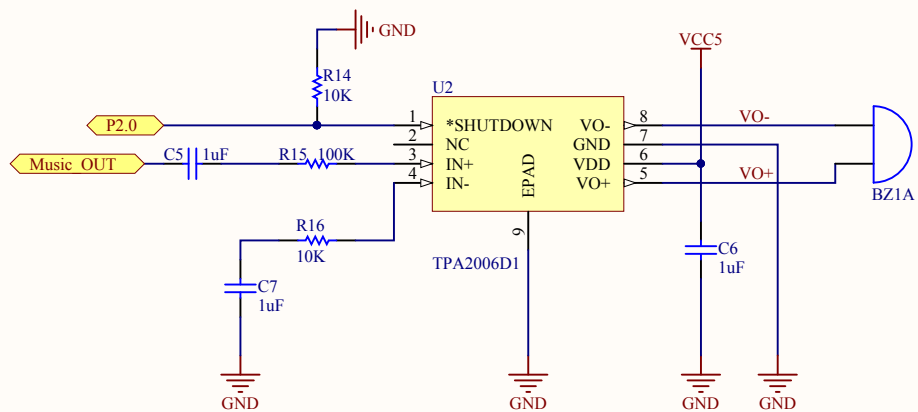 GND
VCC5
R14
10K
U2
P2.0
1
*SHUTDOWN
VO-
8
VO-
2
NC
GND
7
Music_OUT
C5
1uF
R15
100K
3
IN+
VDD
6
4
IN-
VO+
5
VO+
EPAD
BZ1A
R16
10K
9
TPA2006D1
C6
1uF
C7
1uF
GND
GND
GND
GND